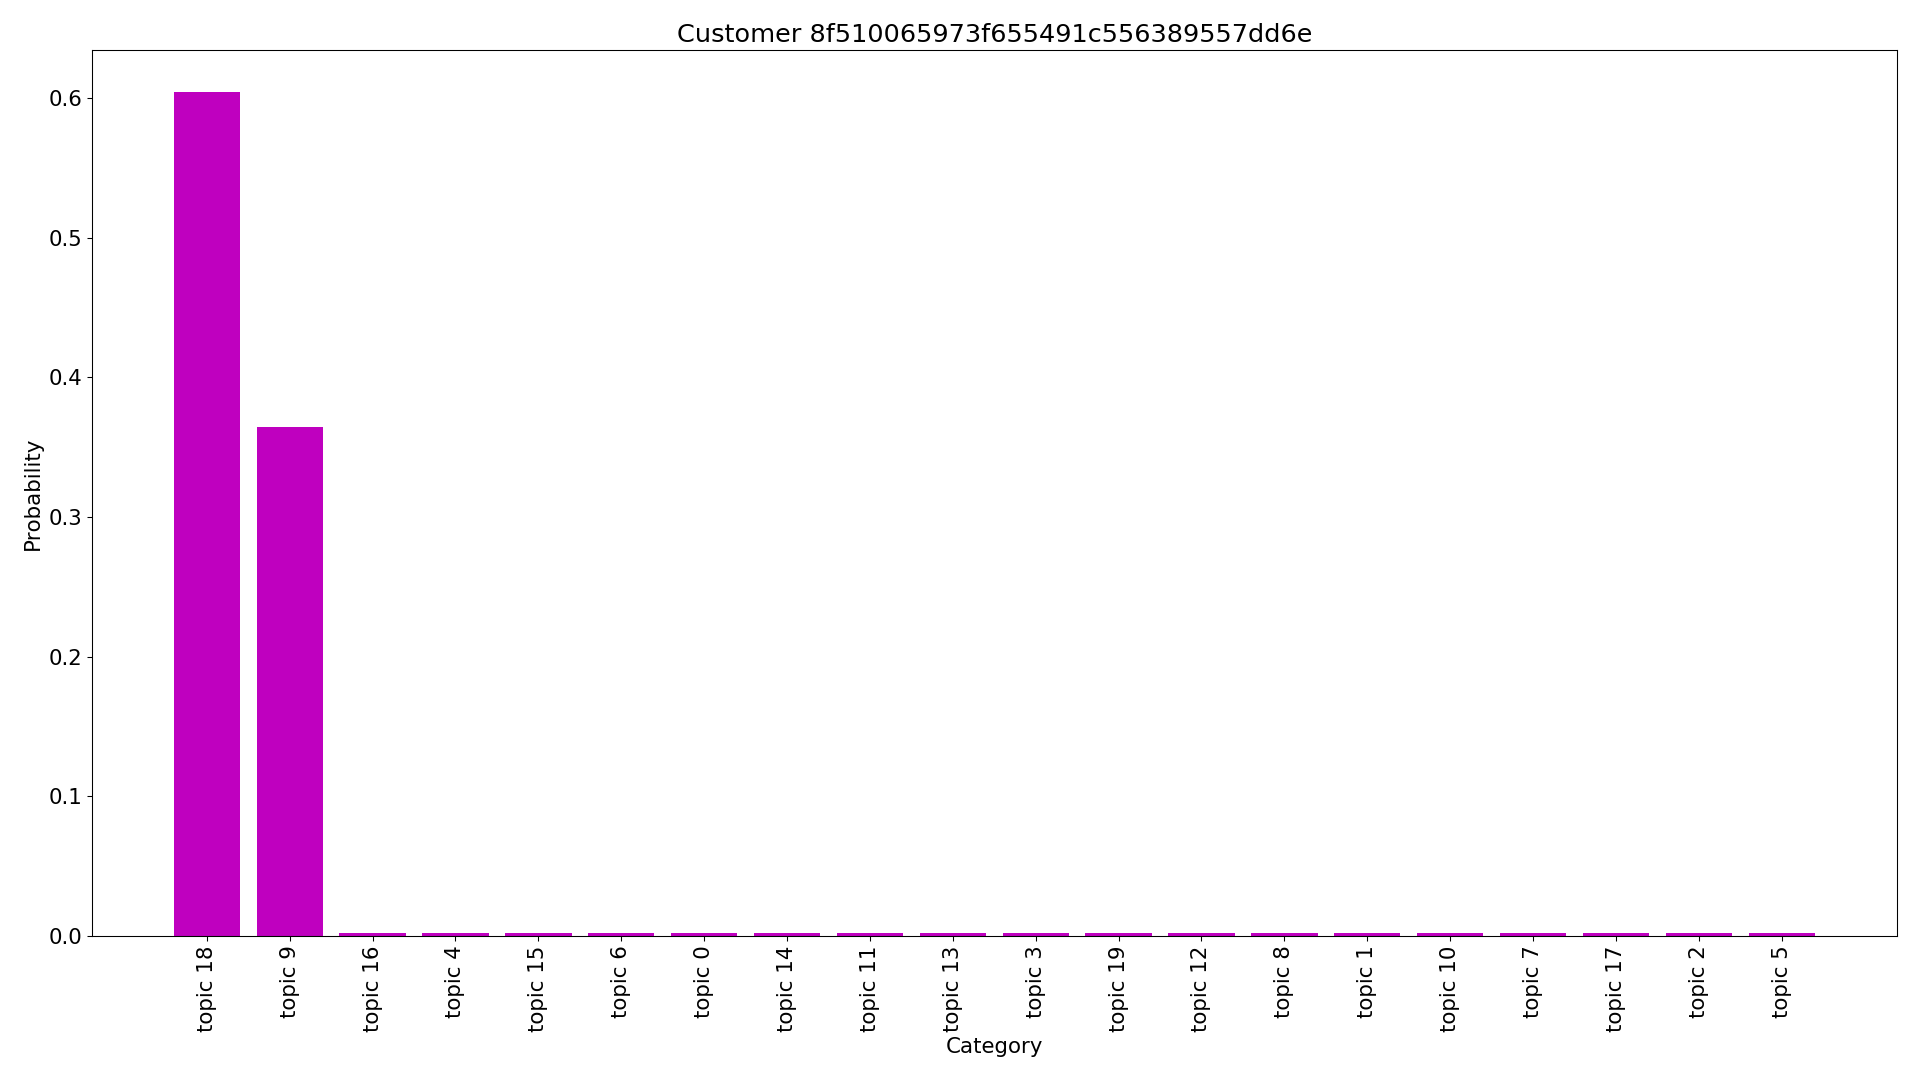 Customer 8f510065973f655491c556389557dd6e
Probability
0.6
0.5
0.4
0.3
0.2
0.1
0.0
topic 18
topic 9
topic 16
topic 4
topic 15
topic 6
topic 0
topic 14
topic 11
topic 13
topic 3
topic 19
topic 12
topic 8
topic 1
topic 10
topic 7
topic 17
topic 2
topic 5
Category